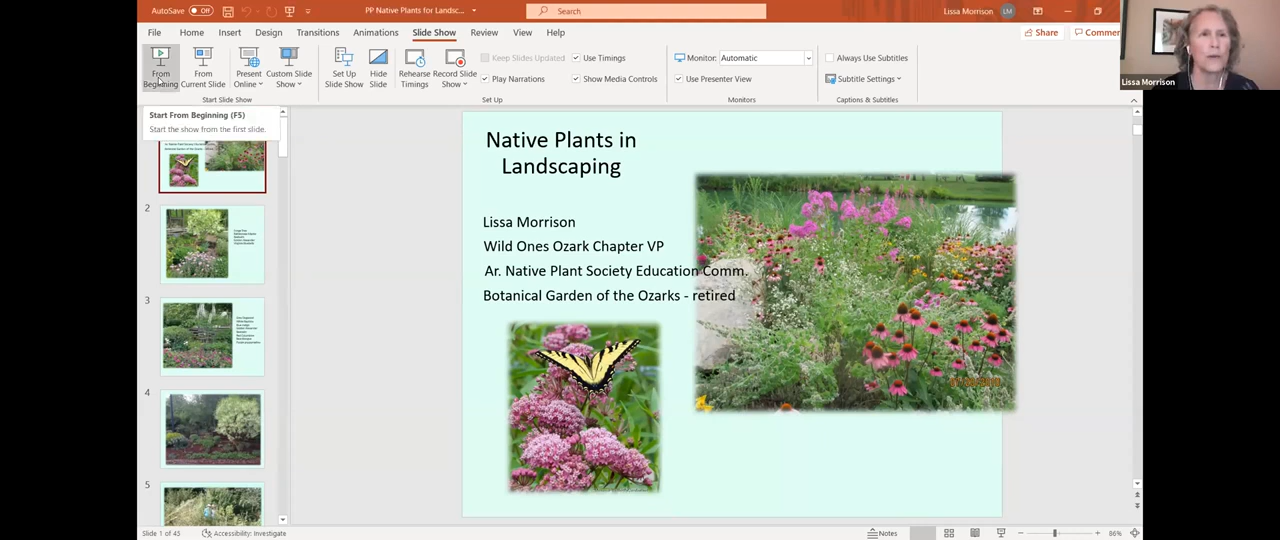 AutoSave Off
PP Native Plants for Landsc...
Search
Lissa Morrison LM
File Home Insert Design Transitions Animations Slide Show Review View Help
Share Commer
From Beginning
From Current Slide
Present Online
Custom Slide Show
Set Up Slide Show
Hide Slide
Keep Slides Updated
Play Narrations
Rehearse Timings
Record Slide Show
Use Timings
Show Media Controls
Monitor: Automatic
Use Presenter View
Always Use Subtitles
Subtitle Settings
Start Slide Show
Set Up
Monitors
Captions & Subtitles
Lissa Morrison
Start From Beginning (F5)
Start the show from the first slide.
2
3
4
5
Native Plants in
Landscaping
Lissa Morrison
Wild Ones Ozark Chapter VP
Ar. Native Plant Society Education Comm.
Botanical Garden of the Ozarks - retired
Slide 1 of 45
Accessibility: Investigate
Notes
86%